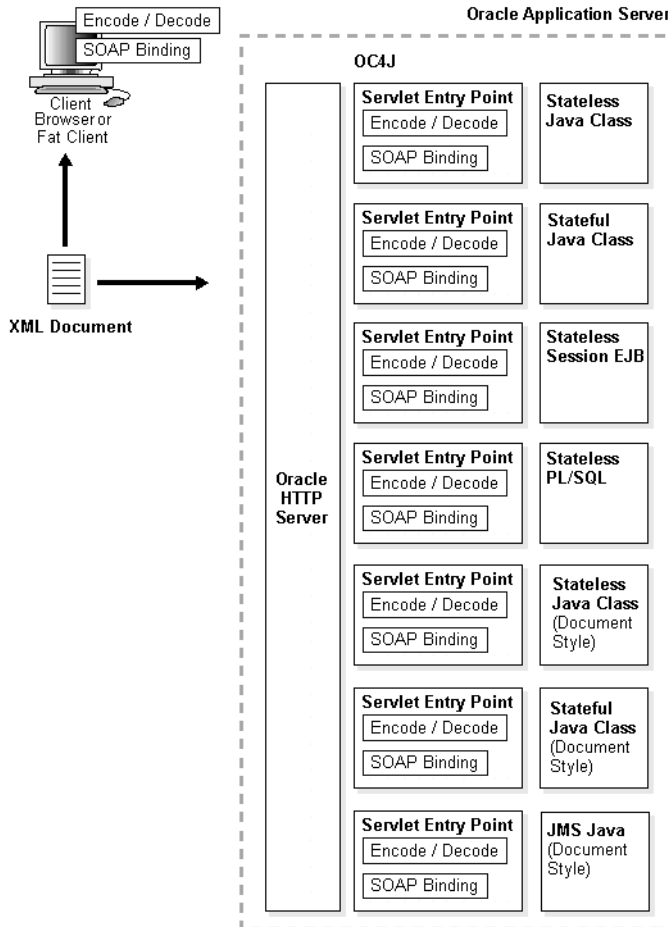 Oracle Application Server
Encode / Decode
SOAP Binding
Client
Browser or
Fat Client
XML Document
OC4J
Oracle
HTTP
Server
Servlet Entry Point
Encode / Decode
SOAP Binding
Stateless
Java Class
Servlet Entry Point
Encode / Decode
SOAP Binding
Stateful
Java Class
Servlet Entry Point
Encode / Decode
SOAP Binding
Stateless
Session EJB
Servlet Entry Point
Encode / Decode
SOAP Binding
Stateless
PL/SQL
Servlet Entry Point
Encode / Decode
SOAP Binding
Stateless
Java Class
(Document
Style)
Servlet Entry Point
Encode / Decode
SOAP Binding
Stateful
Java Class
(Document
Style)
Servlet Entry Point
Encode / Decode
SOAP Binding
JMS Java
(Document
Style)